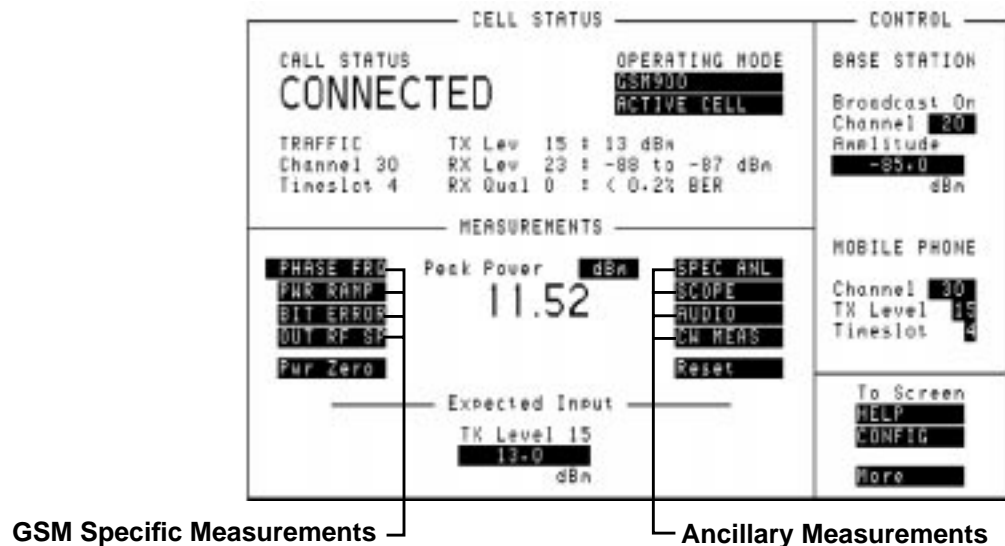 CELL STATUS
CALL STATUS
CONNECTED
OPERATING MODE
GSM900
ACTIVE CELL
TRAFFIC
Channel 30
Timeslot 4
TX Lev 15 : 13 dBm
RX Lev 23 : -88 to -87 dBm
RX Qual 0 : < 0.2% BER
MEASUREMENTS
PHASE FRQ
PWR RAMP
BIT ERROR
OUT RF SP
Pwr Zero
Peak Power dBm
11.52
SPEC ANL
SCOPE
AUDIO
CW MEAS
Reset
Expected Input
TX Level 15
13.0
dBm
CONTROL
BASE STATION
Broadcast On
Channel 20
Amplitude
-85.0
dBm
MOBILE PHONE
Channel 30
TX Level 15
Timeslot 4
To Screen
HELP
CONFIG
More
GSM Specific Measurements
Ancillary Measurements